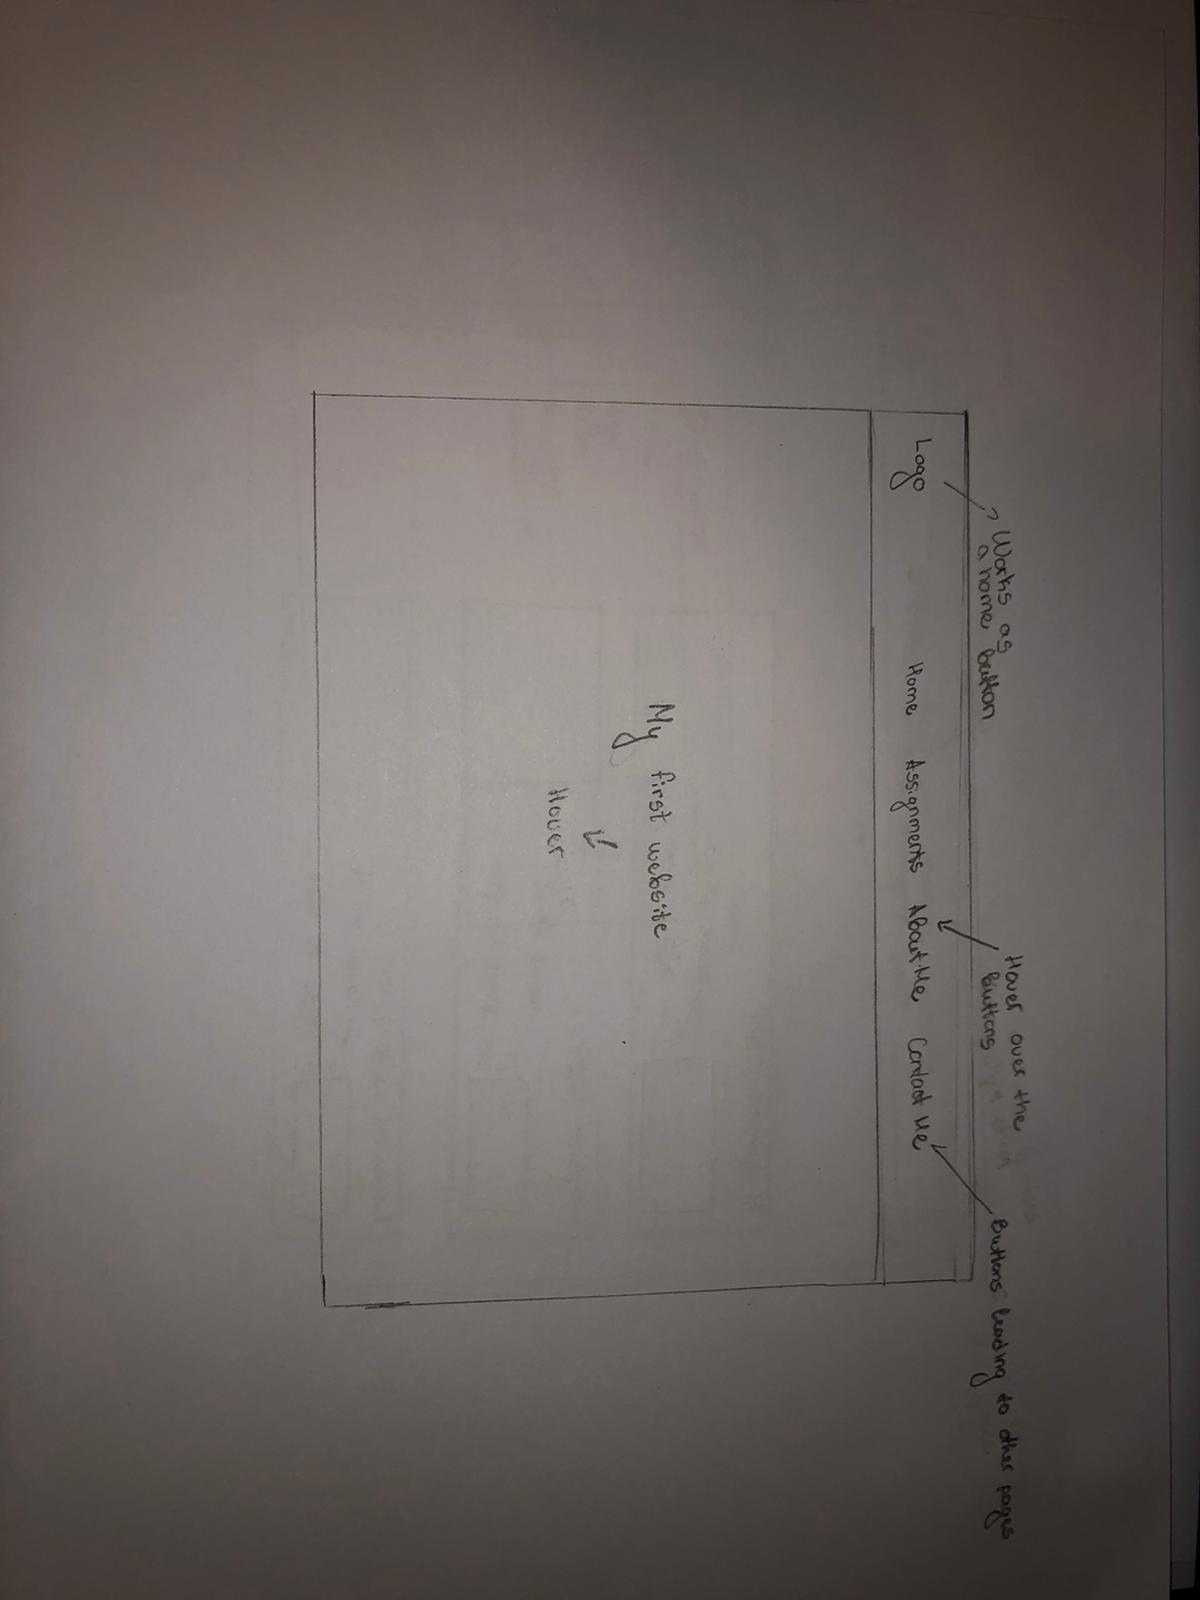 Works as
a home button
Hover over the
buttons
Buttons leading to other pages
Logo
Home Assignments About Me Contact Me
My first website
Hover